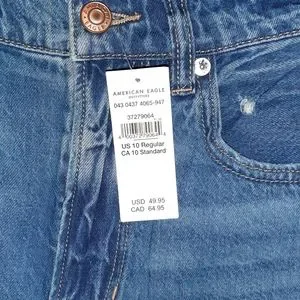 AMERICAN EAGLE
OUTFITTERS
043 0437 4065-947
37279064
US 10 Regular
CA 10 Standard
USD 49.95
CAD 64.95